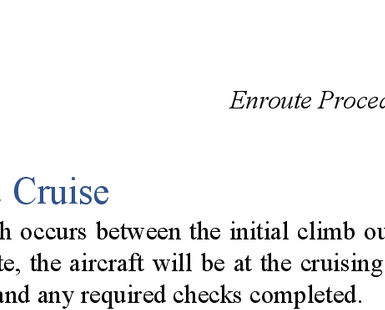 Enroute Proced
Cruise
h occurs between the initial climb ou
te, the aircraft will be at the cruising
and any required checks completed.